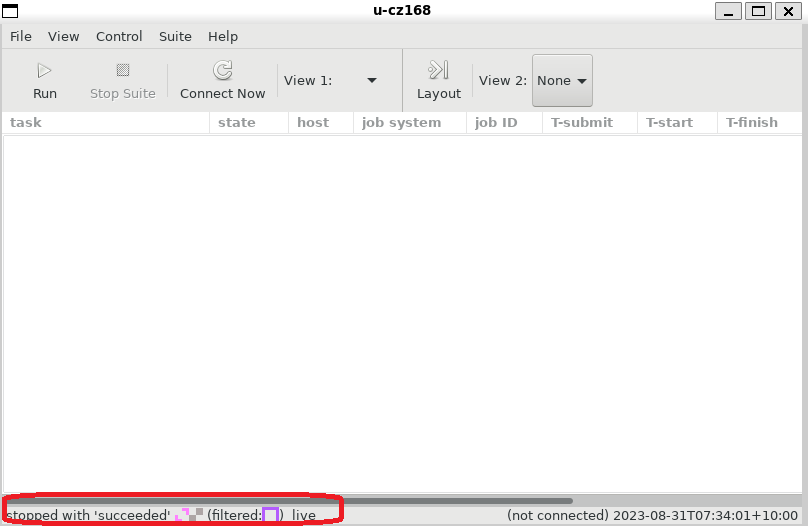 u-cz168
File View Control Suite Help
Run Stop Suite Connect Now View 1: Layout View 2: None
task state host job system job ID T-submit T-start T-finish
stopped with 'succeeded' (filtered: ) live (not connected) 2023-08-31T07:34:01+10:00